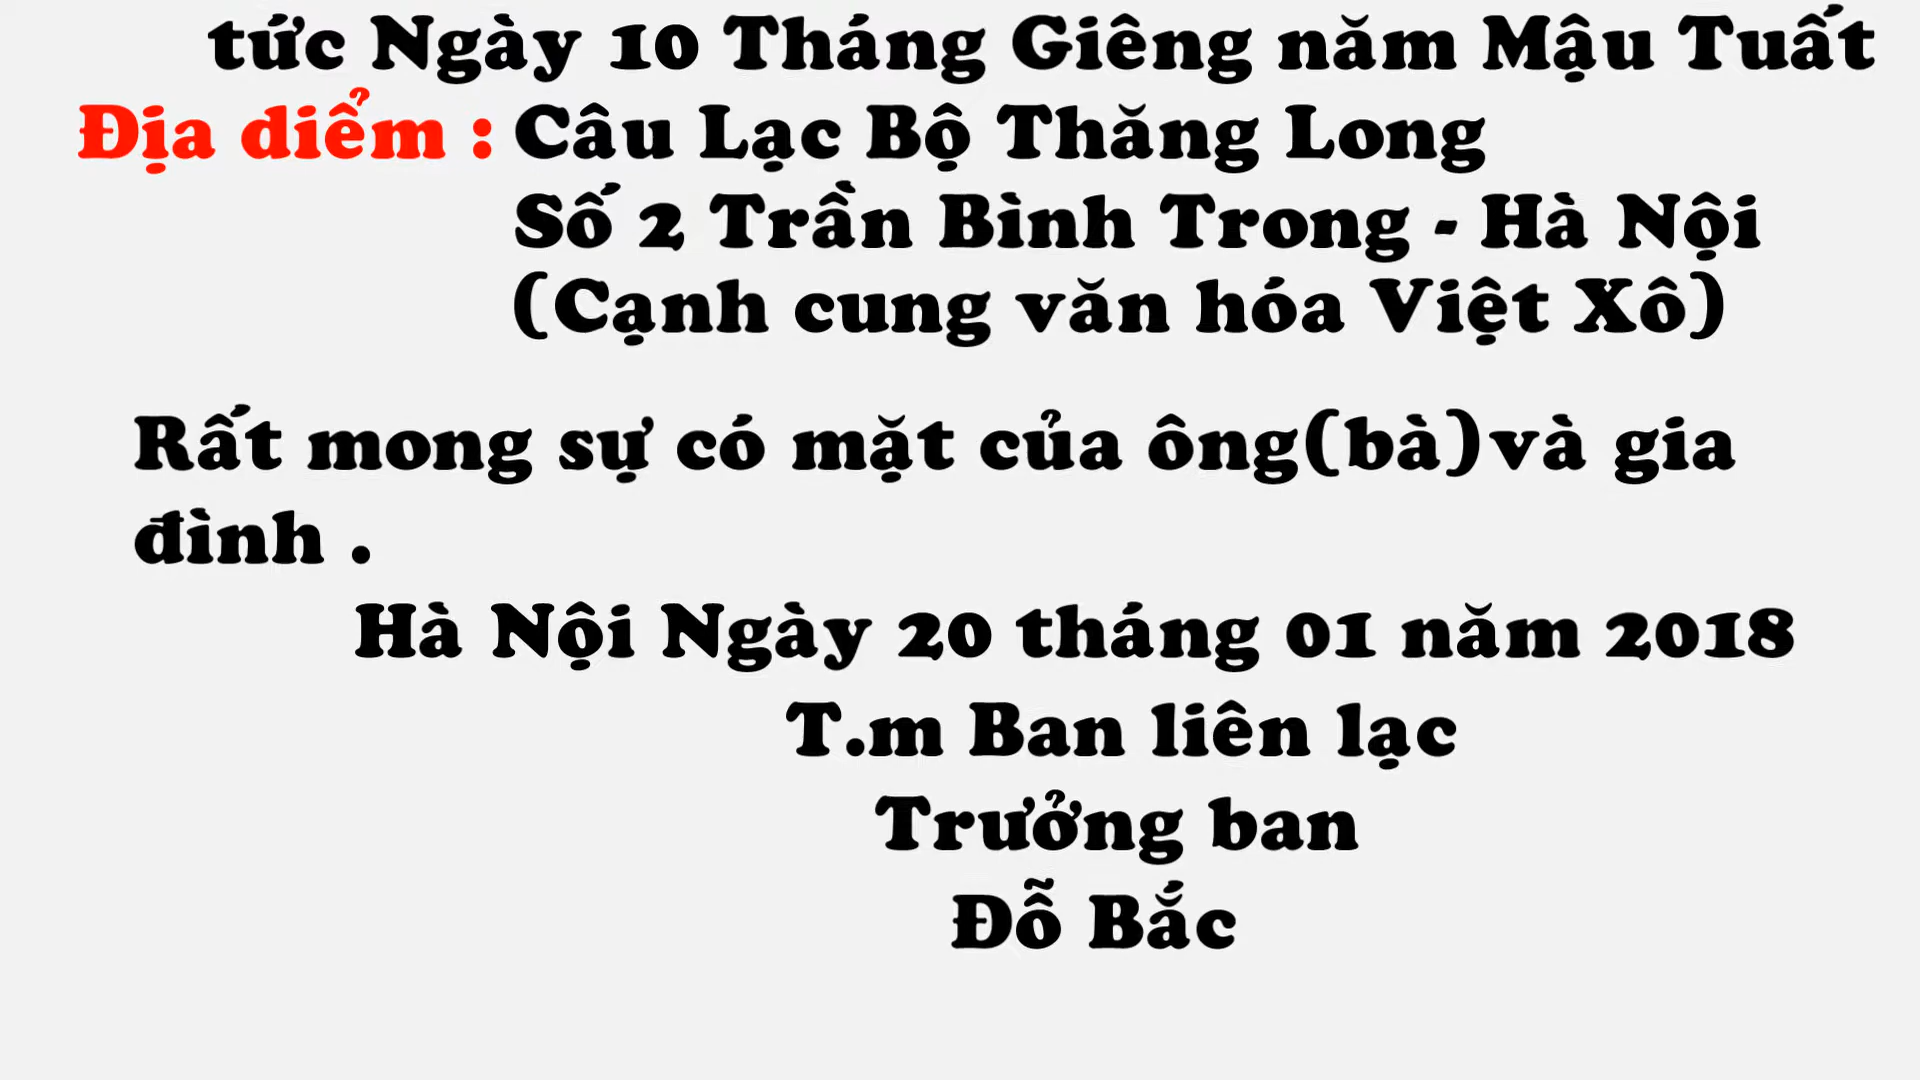 tức Ngày 10 Tháng Giêng năm Mậu Tuất
Địa diểm : Câu Lạc Bộ Thăng Long
Số 2 Trần Bình Trong - Hà Nội
(Cạnh cung văn hóa Việt Xô)
Rất mong sự có mặt của ông(bà)và gia
đình .
Hà Nội Ngày 20 tháng 01 năm 2018
T.m Ban liên lạc
Trưởng ban
Đỗ Bắc